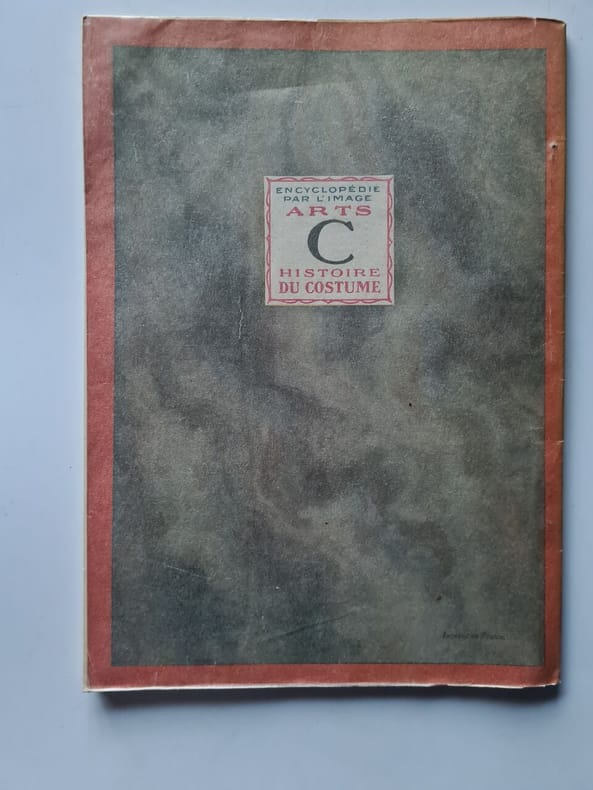 ENCYCLOPÉDIE
PAR L'IMAGE
ARTS
C
HISTOIRE
DU COSTUME